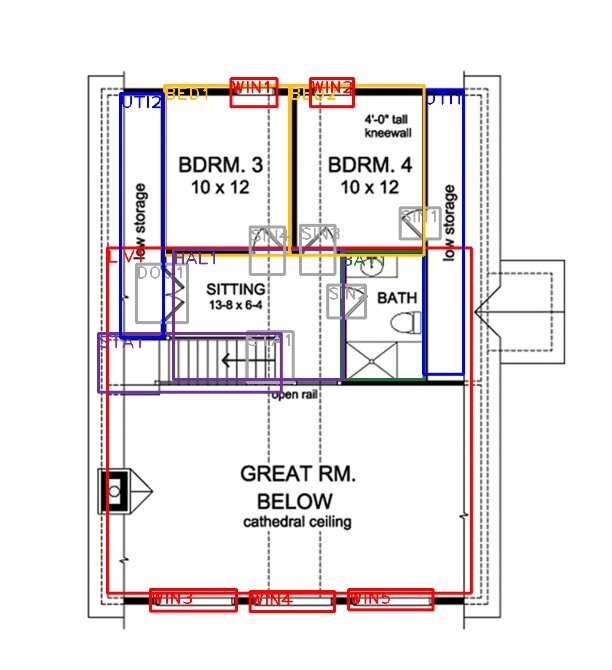 WIN1
WIN2
UTI2
BED1
BED2
UTI1
4'-0" tall
kneewall
BDRM. 3
10 x 12
BDRM. 4
10 x 12
low storage
low storage
SIN1
SIN4
SIN3
LIV1
HAL1
BAT1
DOU1
SITTING
13-8 x 6-4
SIN2
BATH
STA1
STA1
open rail
GREAT RM.
BELOW
cathedral ceiling
WIN3
WIN4
WIN5